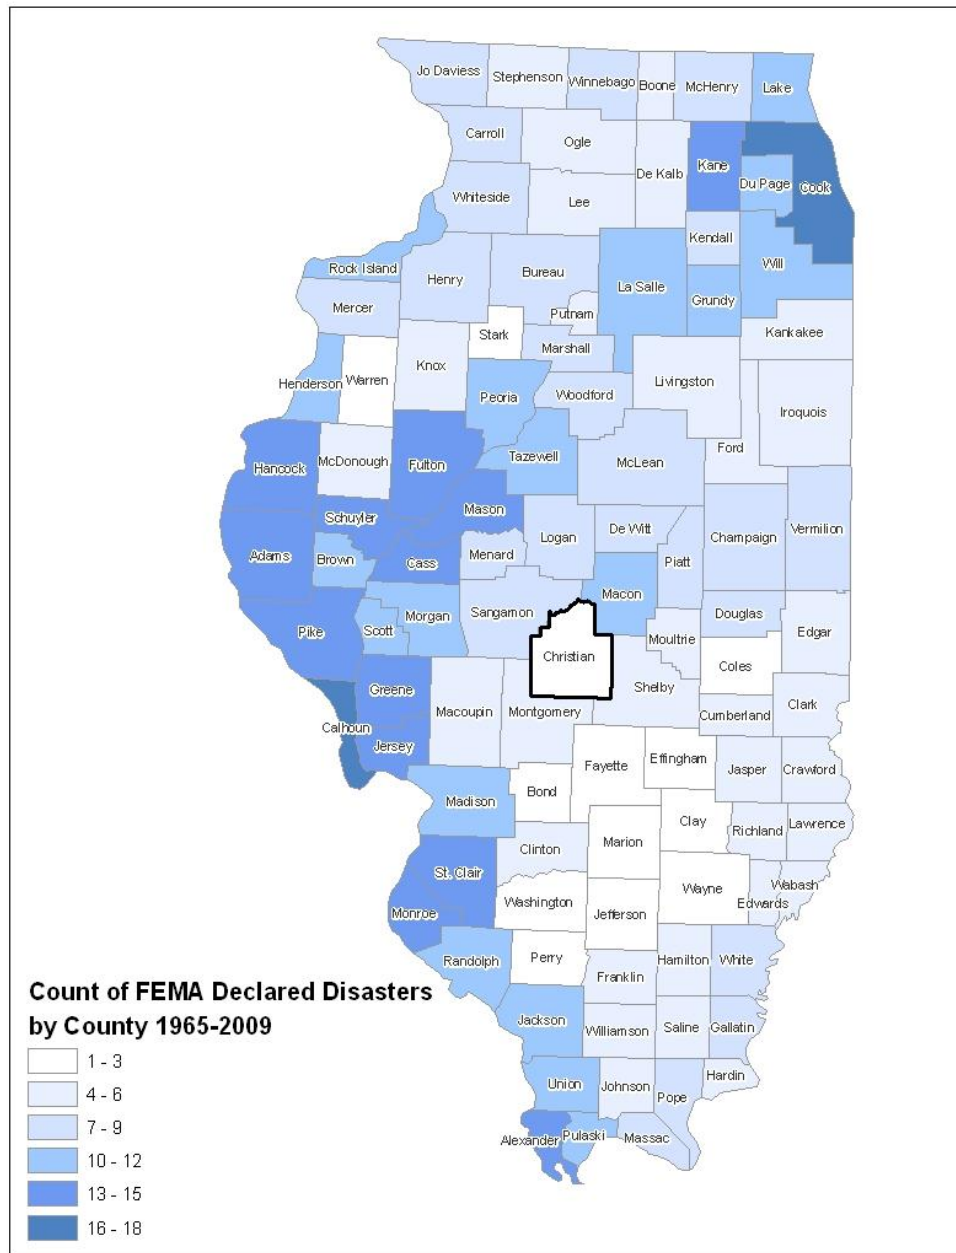 Jo Daviess
Stephenson
Winnebago
Boone
McHenry
Lake
Carroll
Ogle
De Kalb
Kane
Du Page
Cook
Whiteside
Lee
Kendall
Rock Island
Henry
Bureau
La Salle
Will
Grundy
Mercer
Putnam
Stark
Marshall
Kankakee
Henderson
Warren
Knox
Peoria
Woodford
Livingston
Iroquois
Hancock
McDonough
Fulton
Tazewell
McLean
Ford
Schuyler
Mason
Adams
Brown
Cass
Menard
Logan
De Witt
Champaign
Vermilion
Piatt
Pike
Scott
Morgan
Sangamon
Macon
Douglas
Edgar
Christian
Moultrie
Coles
Greene
Shelby
Calhoun
Macoupin
Montgomery
Cumberland
Clark
Jersey
Fayette
Effingham
Jasper
Crawford
Madison
Bond
Clay
Richland
Lawrence
Marion
Clinton
St. Clair
Wayne
Wabash
Edwards
Washington
Jefferson
Monroe
Randolph
Perry
Hamilton
White
Franklin
Jackson
Williamson
Saline
Gallatin
Union
Johnson
Pope
Hardin
Alexander
Pulaski
Massac
Count of FEMA Declared Disasters
by County 1965-2009
1 - 3
4 - 6
7 - 9
10 - 12
13 - 15
16 - 18